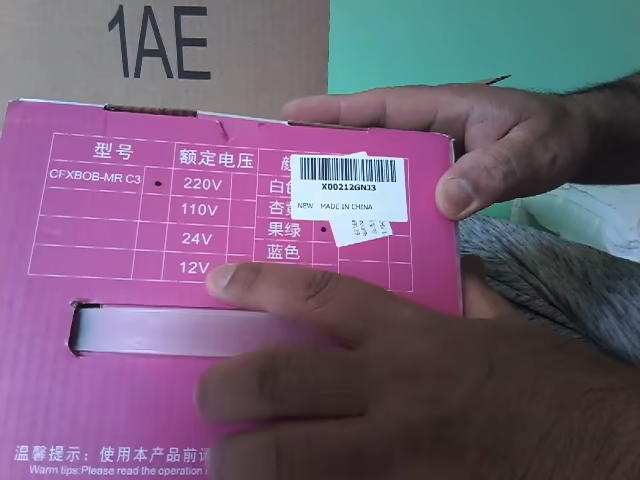 1AE
型号 额定电压 颜
CFXBOB-MR C3 220V 白色
110V 杏黄
24V 果绿
12V 蓝色
X00212GNJ3
NEW MADE IN CHINA
温馨提示：使用本产品前请
Warm tips:Please read the operation